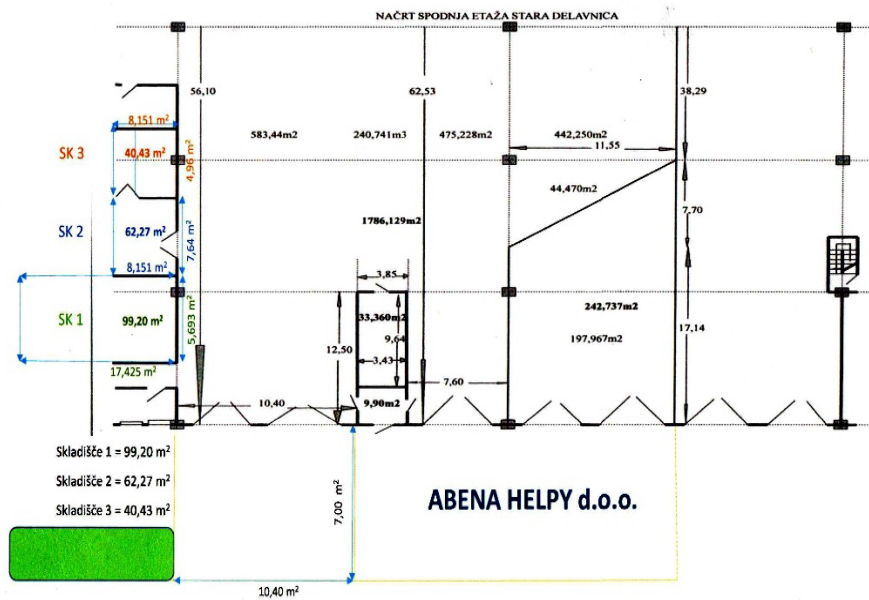 NAČRT SPODNJA ETAŽA STARA DELAVNICA
56,10
62,53
38,29
8,151 m²
583,44m2
240,741m3
475,228m2
442,250m2
11,55
SK 3
40,43 m²
4,96 m²
44,470m2
7,70
1786,129m2
SK 2
62,27 m²
7,64 m²
8,151 m²
3,85
242,737m2
SK 1
99,20 m²
5,693 m²
33,360m2
9,64
12,50
3,43
197,967m2
17,14
17,425 m²
7,60
10,40
9,90m2
Skladišče 1 = 99,20 m²
Skladišče 2 = 62,27 m²
Skladišče 3 = 40,43 m²
7,00 m²
ABENA HELPY d.o.o.
10,40 m²